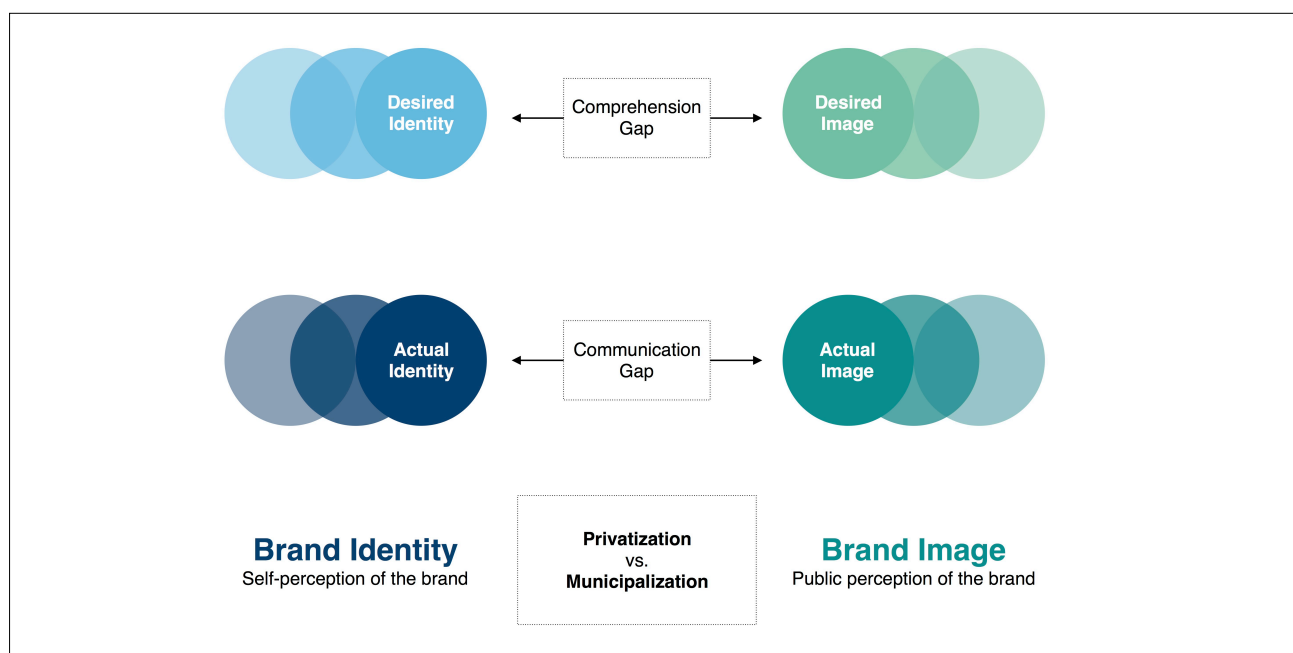 Desired
Identity
Comprehension
Gap
Desired
Image
Actual
Identity
Communication
Gap
Actual
Image
Brand Identity
Self-perception of the brand
Privatization
vs.
Municipalization
Brand Image
Public perception of the brand